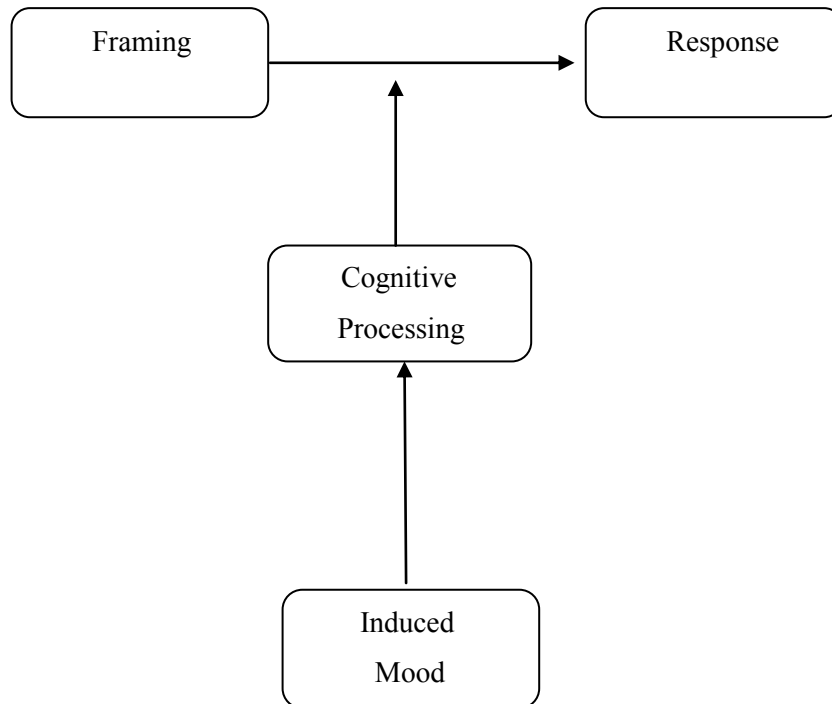 Framing
Response
Cognitive
Processing
Induced
Mood